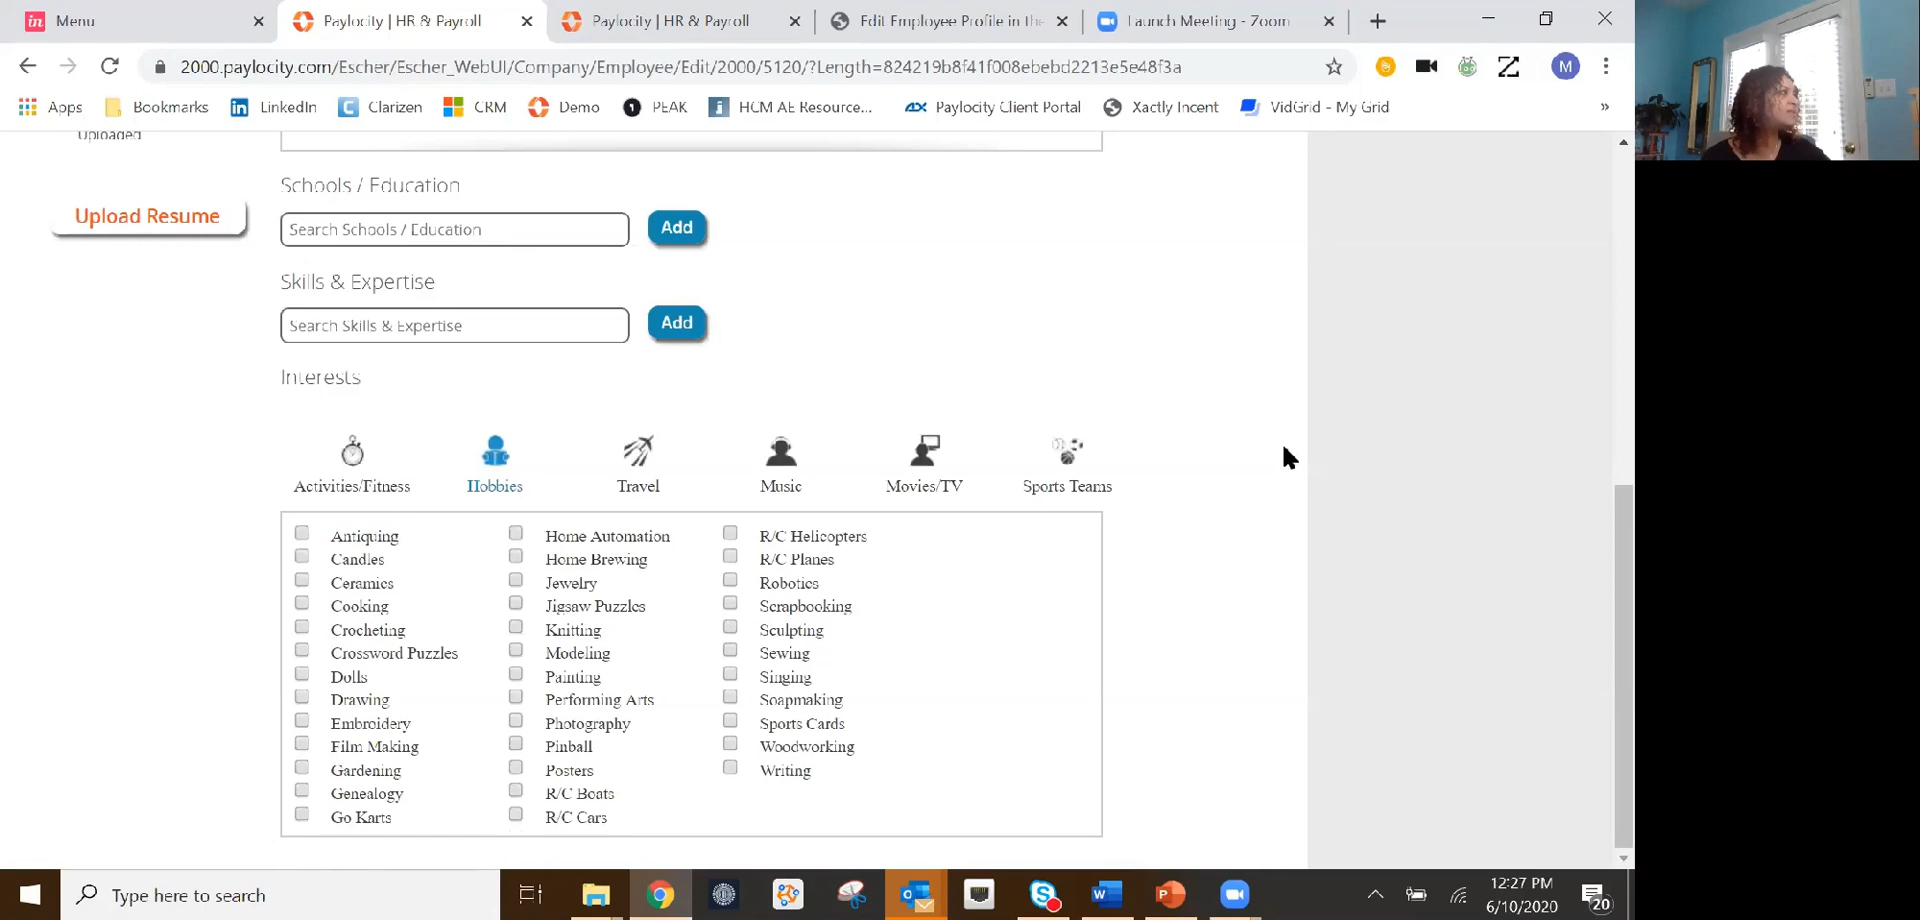 Menu
Paylocity | HR & Payroll
Paylocity | HR & Payroll
Edit Employee Profile in the
Launch Meeting - Zoom
2000.paylocity.com/Escher/Escher_WebUI/Company/Employee/Edit/2000/5120/?Length=824219b8f41f008ebebd2213e5e48f3a
M
Apps
Bookmarks
LinkedIn
Clarizen
CRM
Demo
PEAK
HCM AE Resource...
Paylocity Client Portal
Xactly Incent
VidGrid - My Grid
Uploaded
Upload Resume
Schools / Education
Search Schools / Education
Add
Skills & Expertise
Search Skills & Expertise
Add
Interests
Activities/Fitness
Hobbies
Travel
Music
Movies/TV
Sports Teams
Antiquing
Candles
Ceramics
Cooking
Crocheting
Crossword Puzzles
Dolls
Drawing
Embroidery
Film Making
Gardening
Genealogy
Go Karts
Home Automation
Home Brewing
Jewelry
Jigsaw Puzzles
Knitting
Modeling
Painting
Performing Arts
Photography
Pinball
Posters
R/C Boats
R/C Cars
R/C Helicopters
R/C Planes
Robotics
Scrapbooking
Sculpting
Sewing
Singing
Soapmaking
Sports Cards
Woodworking
Writing
Type here to search
12:27 PM
6/10/2020
20